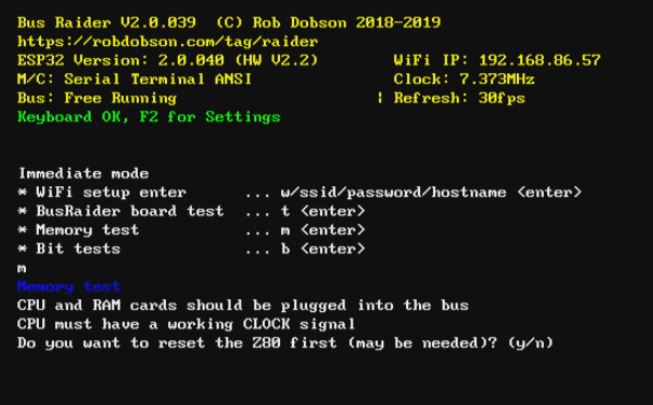 Bus Raider V2.0.039 (C) Rob Dobson 2018-2019
https://robdobson.com/tag/raider
ESP32 Version: 2.0.040 (HW V2.2) WiFi IP: 192.168.86.57
M/C: Serial Terminal ANSI Clock: 7.373MHz
Bus: Free Running | Refresh: 30fps
Keyboard OK, F2 for Settings
Immediate mode
* WiFi setup enter ... w/ssid/password/hostname <enter>
* BusRaider board test ... t <enter>
* Memory test ... m <enter>
* Bit tests ... b <enter>
m
Memory test
CPU and RAM cards should be plugged into the bus
CPU must have a working CLOCK signal
Do you want to reset the Z80 first (may be needed)? (y/n)